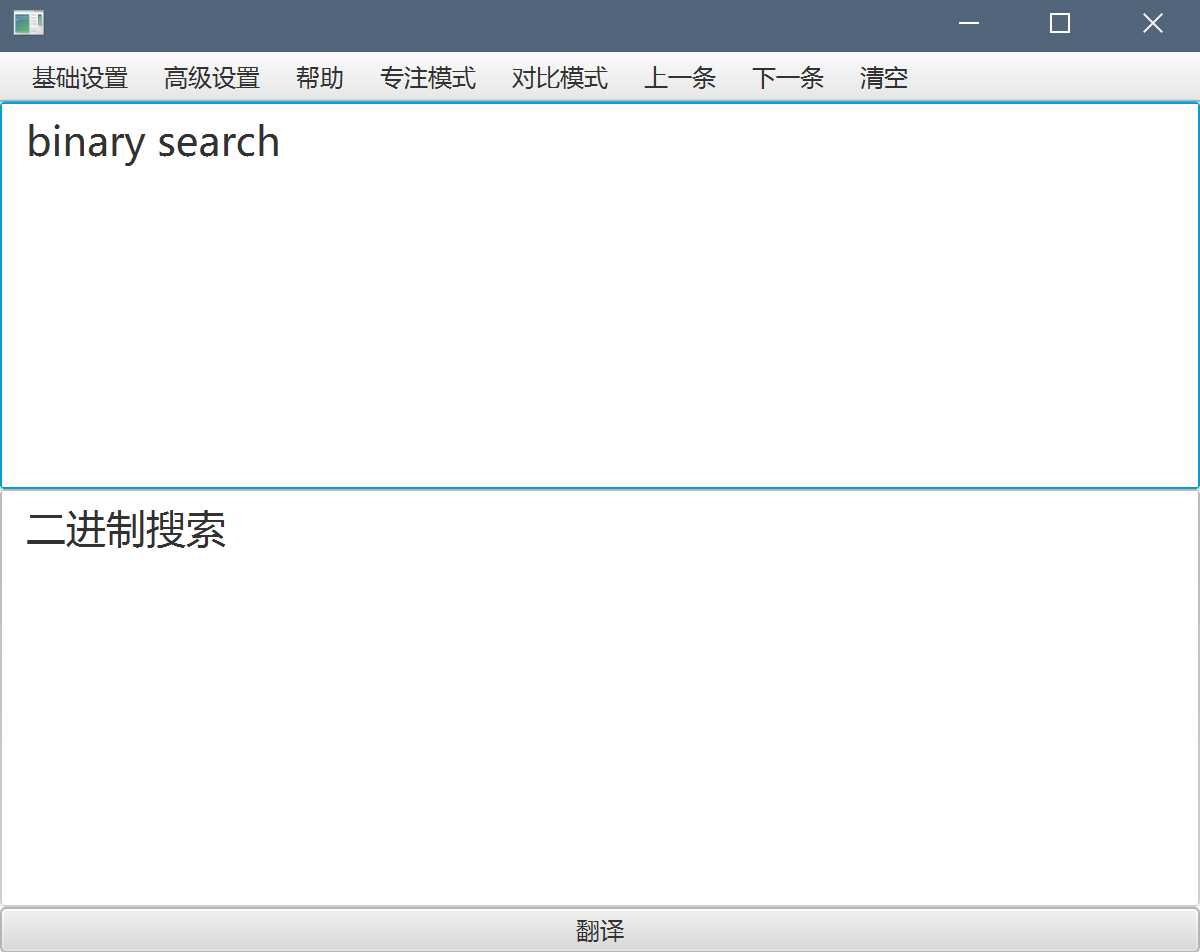 基础设置 高级设置 帮助 专注模式 对比模式 上一条 下一条 清空
binary search
二进制搜索
翻译